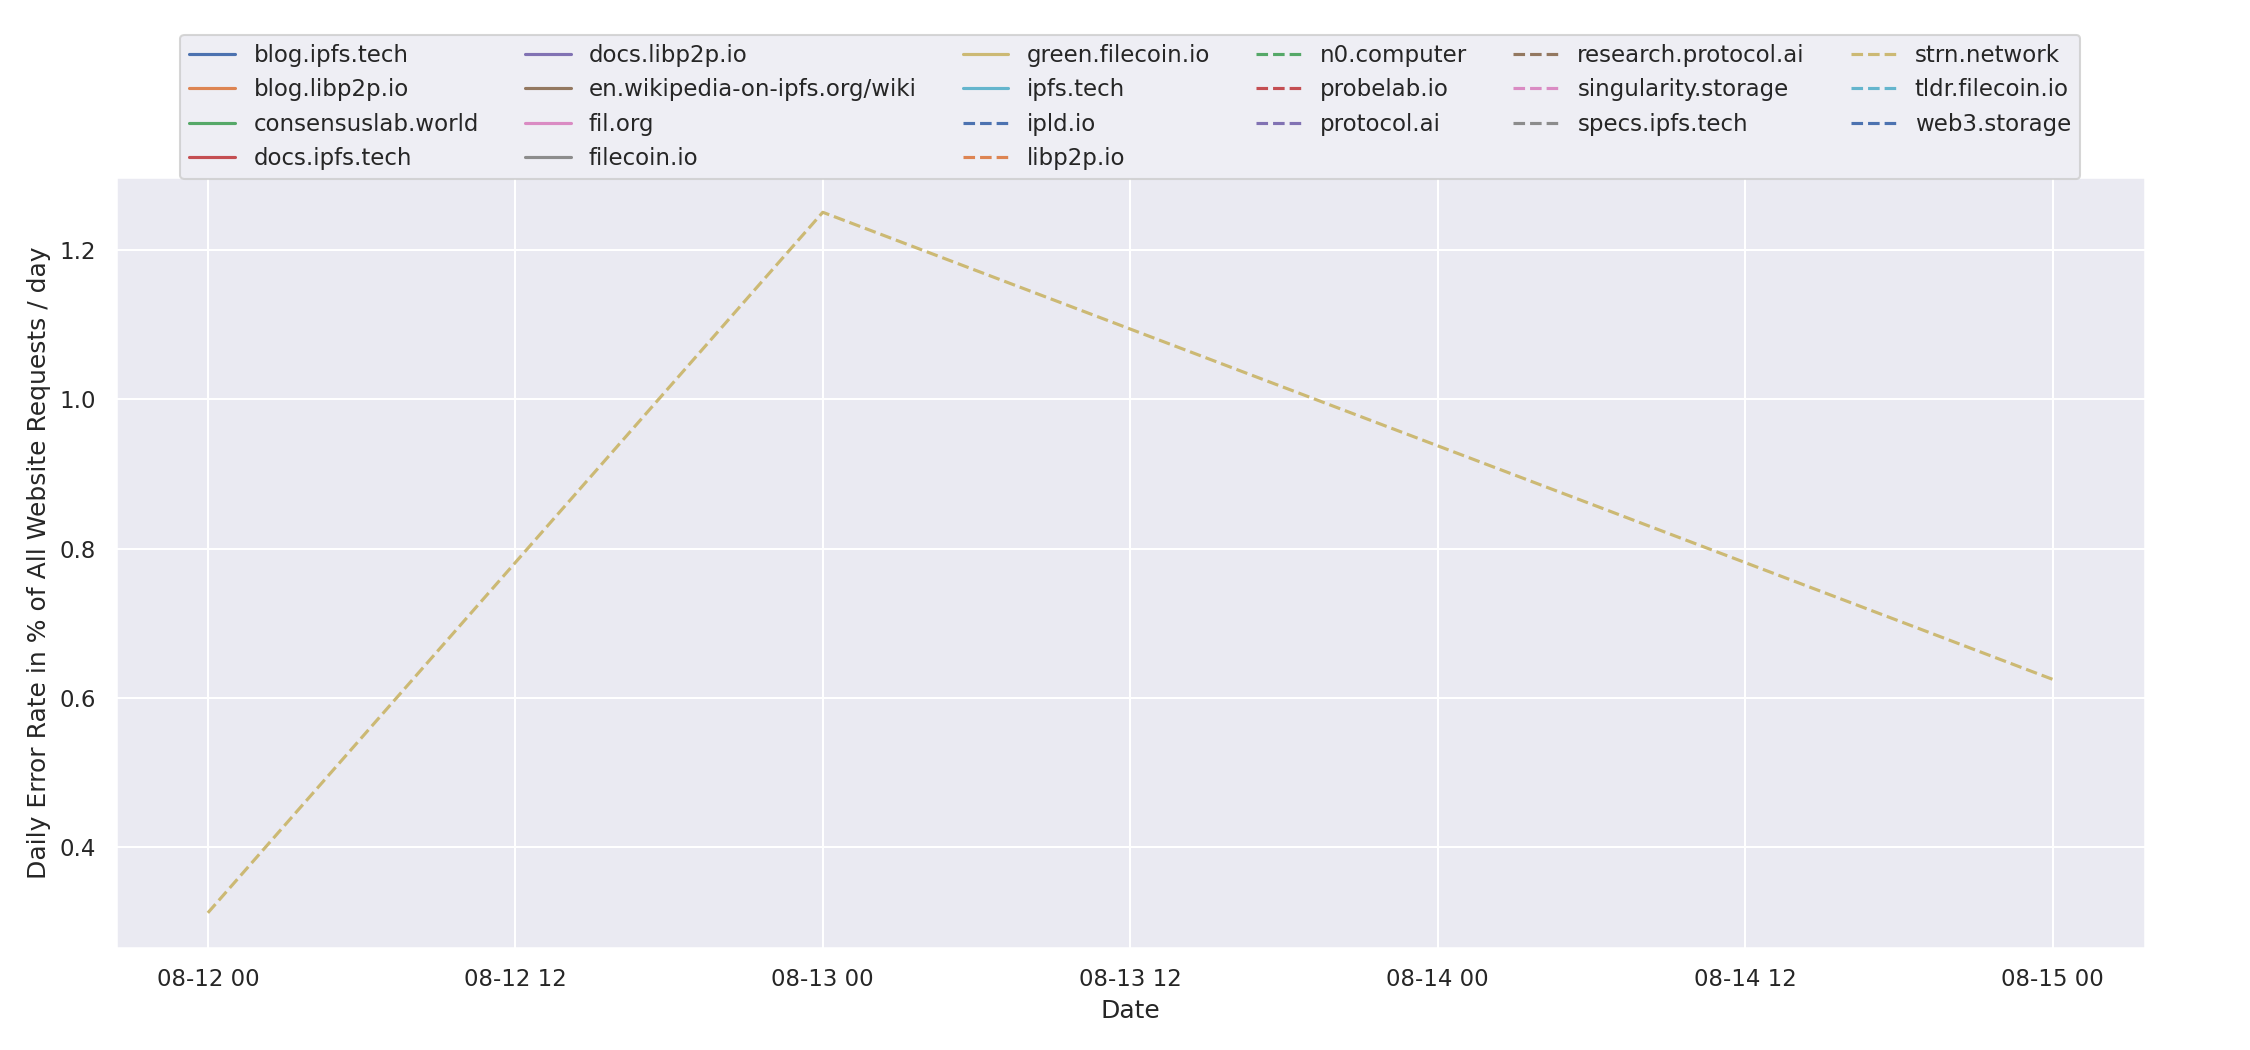 blog.ipfs.tech
blog.libp2p.io
consensuslab.world
docs.ipfs.tech
docs.libp2p.io
en.wikipedia-on-ipfs.org/wiki
fil.org
filecoin.io
green.filecoin.io
ipfs.tech
ipld.io
libp2p.io
n0.computer
probelab.io
protocol.ai
research.protocol.ai
singularity.storage
specs.ipfs.tech
strn.network
tldr.filecoin.io
web3.storage
Daily Error Rate in % of All Website Requests / day
1.2
1.0
0.8
0.6
0.4
08-12 00
08-12 12
08-13 00
08-13 12
08-14 00
08-14 12
08-15 00
Date